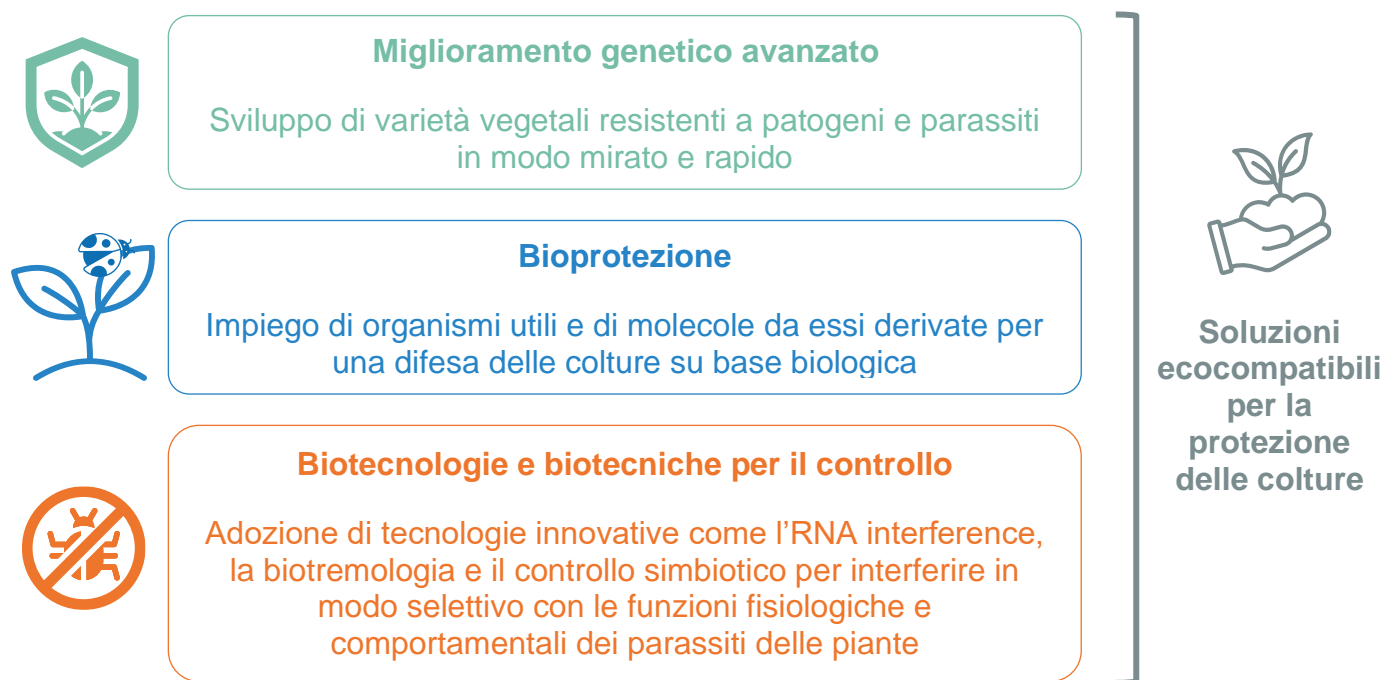 Miglioramento genetico avanzato
Sviluppo di varietà vegetali resistenti a patogeni e parassiti
in modo mirato e rapido
Bioprotezione
Impiego di organismi utili e di molecole da essi derivate per
una difesa delle colture su base biologica
Biotecnologie e biotecniche per il controllo
Adozione di tecnologie innovative come l’RNA interference,
la biotremologia e il controllo simbiotico per interferire in
modo selettivo con le funzioni fisiologiche e
comportamentali dei parassiti delle piante
Soluzioni
ecocompatibili
per la
protezione
delle colture